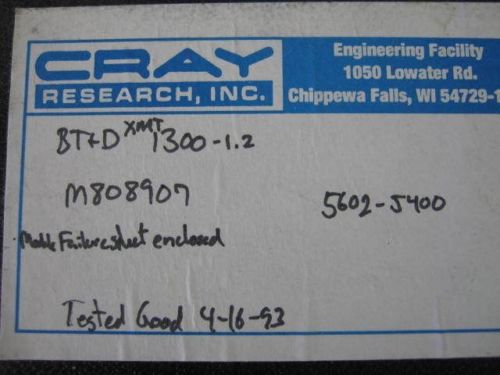 CRAY
RESEARCH, INC.
Engineering Facility
1050 Lowater Rd.
Chippewa Falls, WI 54729-1
BT&D XMT 1300-1.2
M808907
5602-5400
Module Failure sheet enclosed
Tested Good 4-16-93